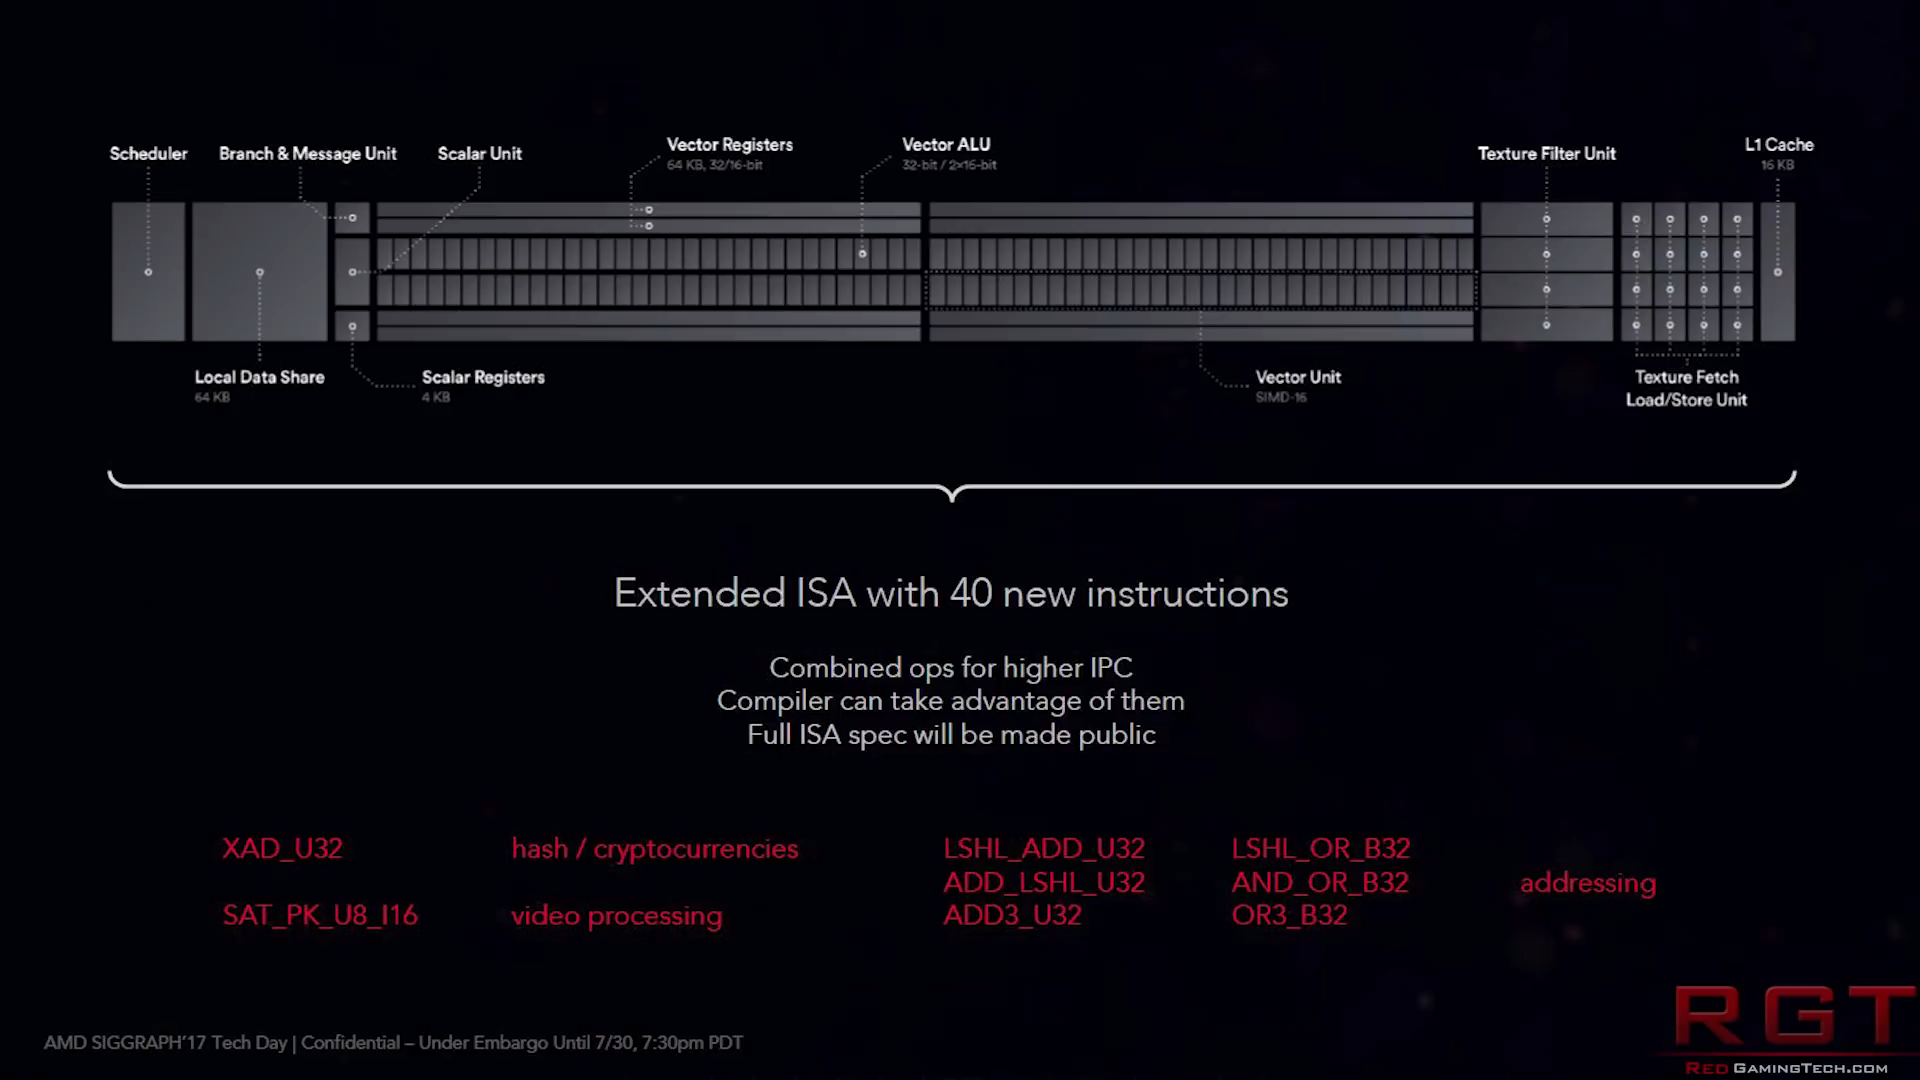 Scheduler
Branch & Message Unit
Scalar Unit
Vector Registers
64 KB, 32/16-bit
Vector ALU
32-bit / 2x16-bit
Texture Filter Unit
L1 Cache
16 KB
Local Data Share
64 KB
Scalar Registers
4 KB
Vector Unit
SIMD-16
Texture Fetch
Load/Store Unit
Extended ISA with 40 new instructions
Combined ops for higher IPC
Compiler can take advantage of them
Full ISA spec will be made public
XAD_U32 hash / cryptocurrencies
SAT_PK_U8_I16 video processing
LSHL_ADD_U32 LSHL_OR_B32
ADD_LSHL_U32 AND_OR_B32 addressing
ADD3_U32 OR3_B32
AMD SIGGRAPH'17 Tech Day | Confidential – Under Embargo Until 7/30, 7:30pm PDT
RGT
RedGamingTech.com